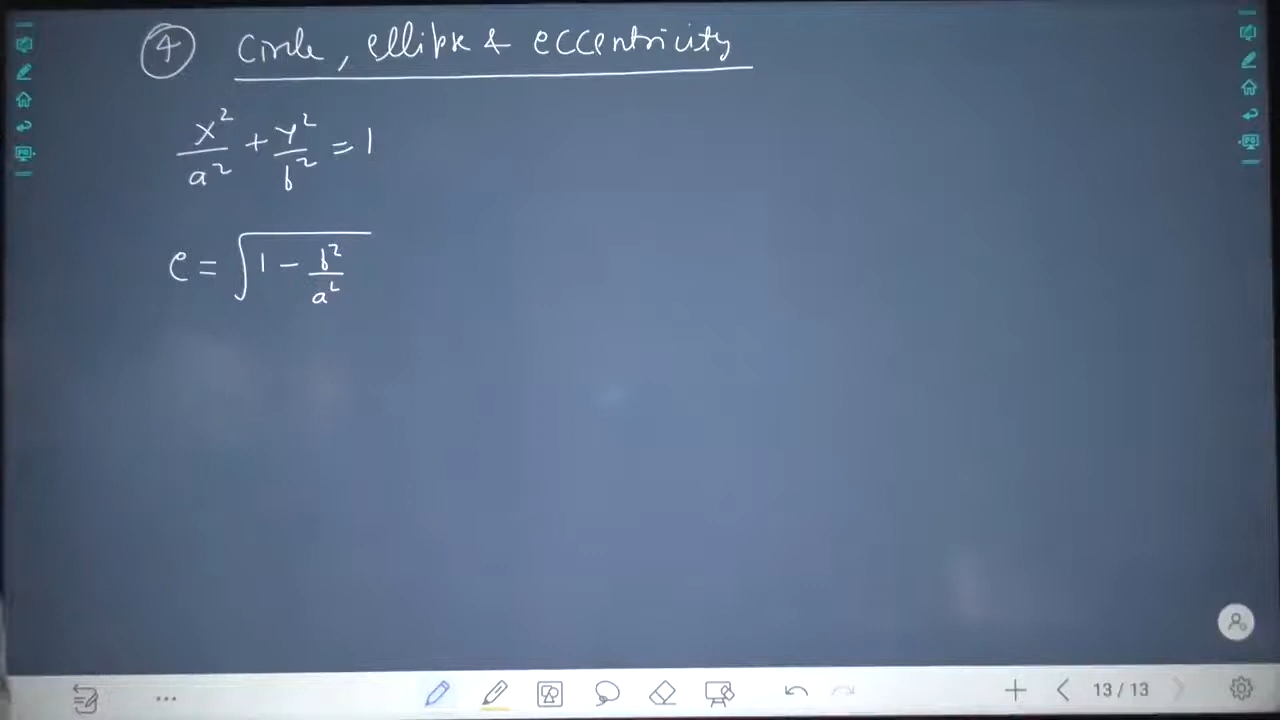 ④ Circle, ellipse & eccentricity
x²/a² + y²/b² = 1
e = √(1 - b²/a²)
13 / 13